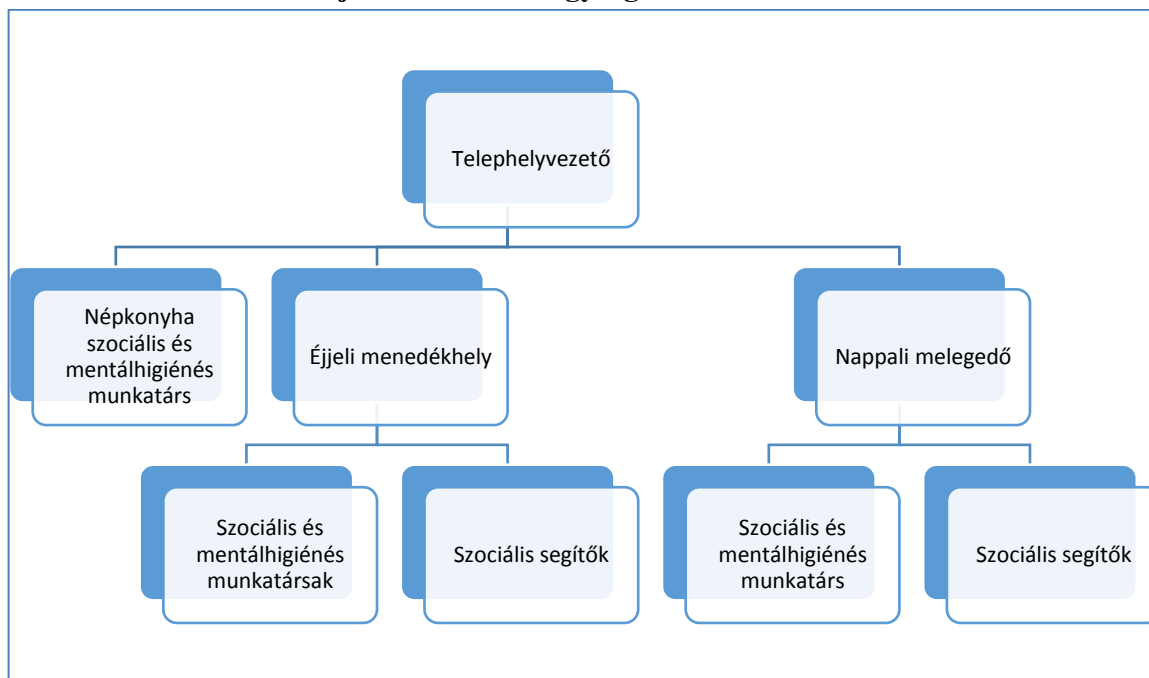 Telephelyvezető
Népkonyha
szociális és
mentálhigiénés
munkatárs
Éjjeli menedékhely
Nappali melegedő
Szociális és
mentálhigiénés
munkatársak
Szociális segítők
Szociális és
mentálhigiénés
munkatárs
Szociális segítők